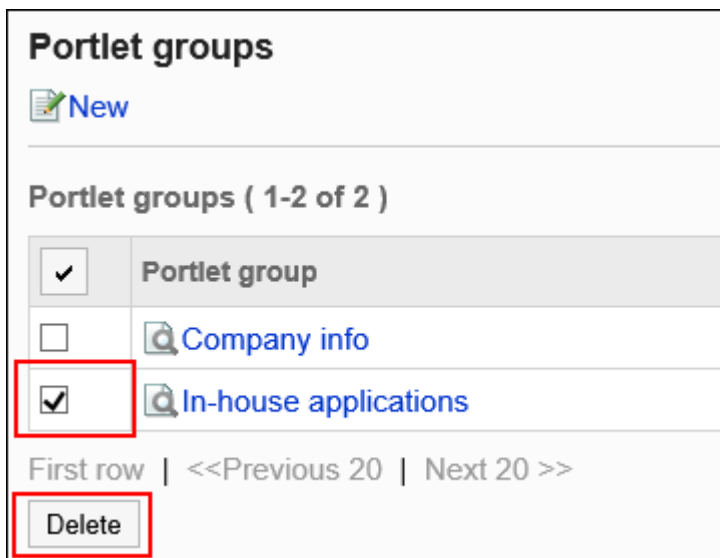 Portlet groups
New
Portlet groups ( 1-2 of 2 )
Portlet group
Company info
In-house applications
First row | <<Previous 20 | Next 20 >>
Delete